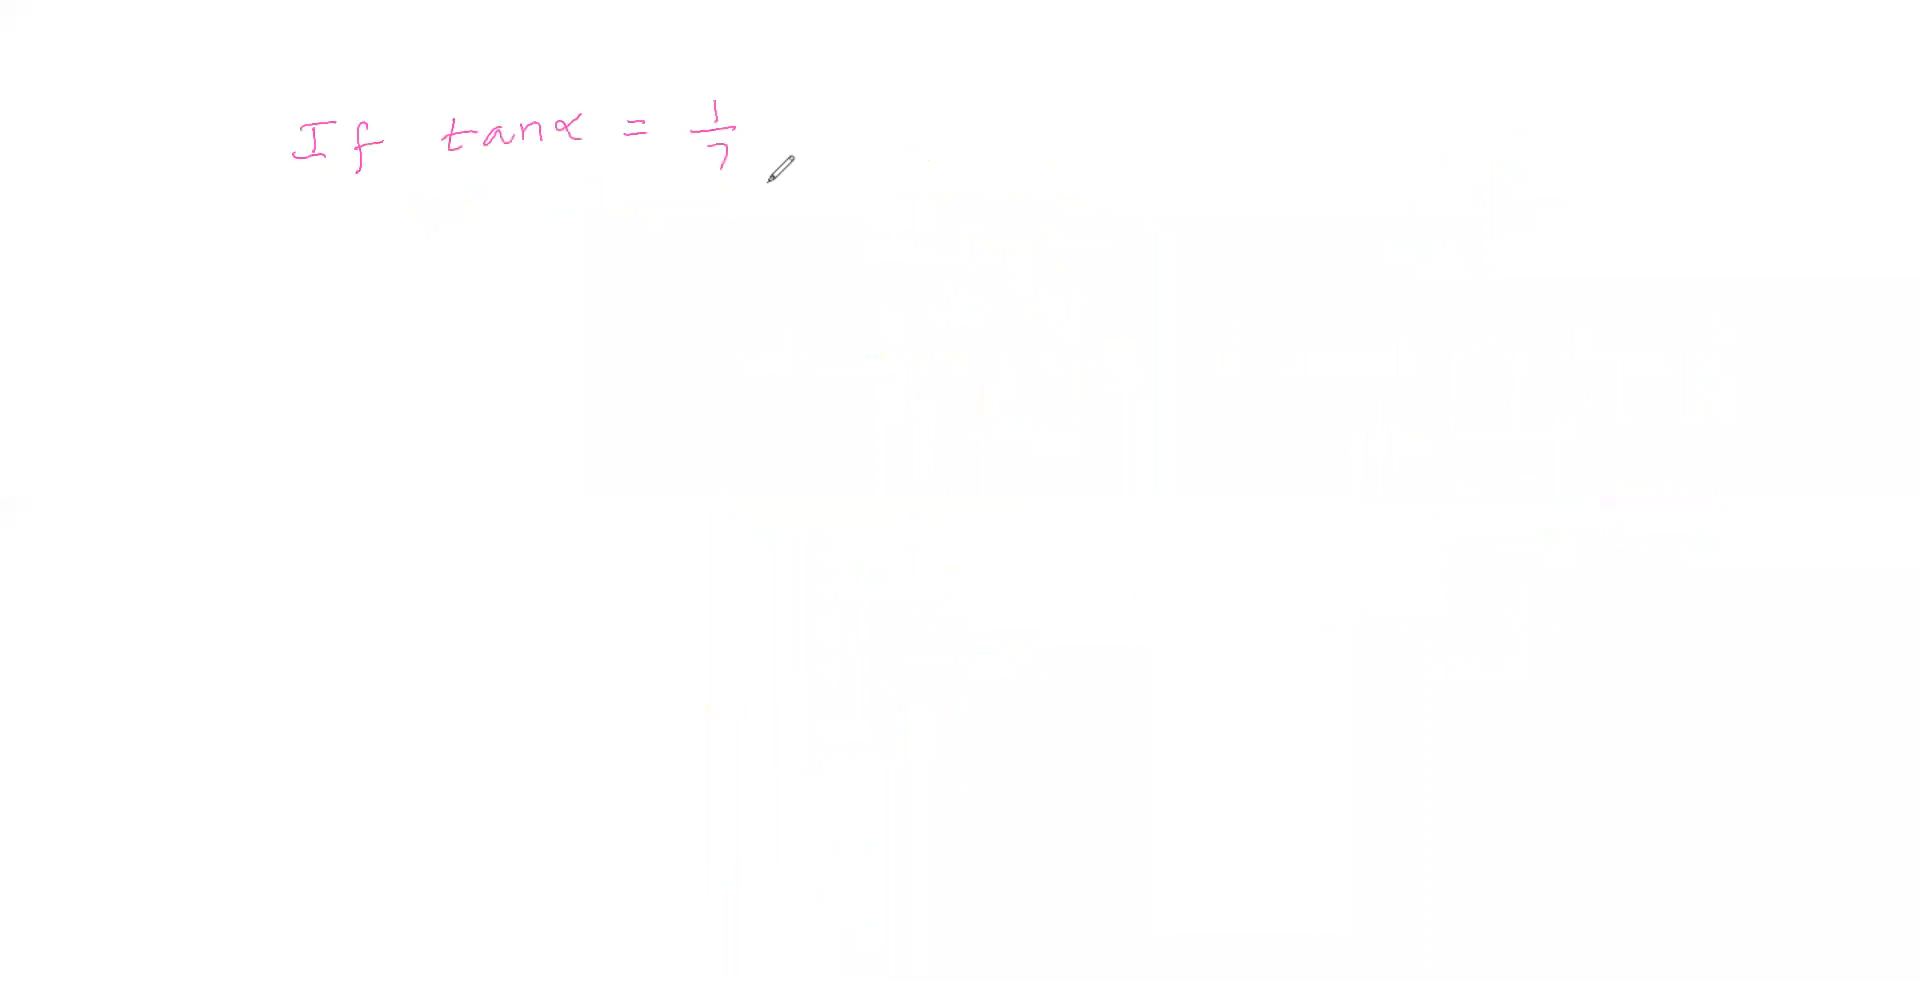 If tanα = 1/7